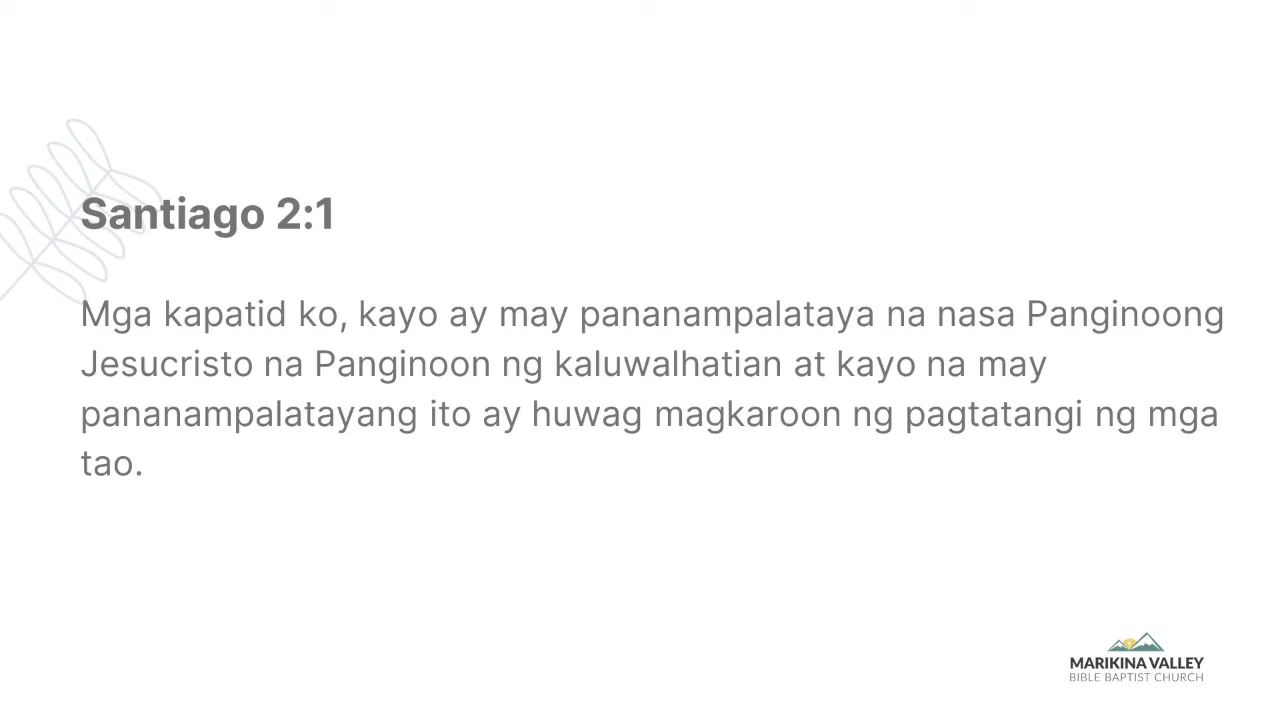 Santiago 2:1
Mga kapatid ko, kayo ay may pananampalataya na nasa Panginoong
Jesucristo na Panginoon ng kaluwalhatian at kayo na may
pananampalatayang ito ay huwag magkaroon ng pagtatangi ng mga
tao.
MARIKINA VALLEY
BIBLE BAPTIST CHURCH